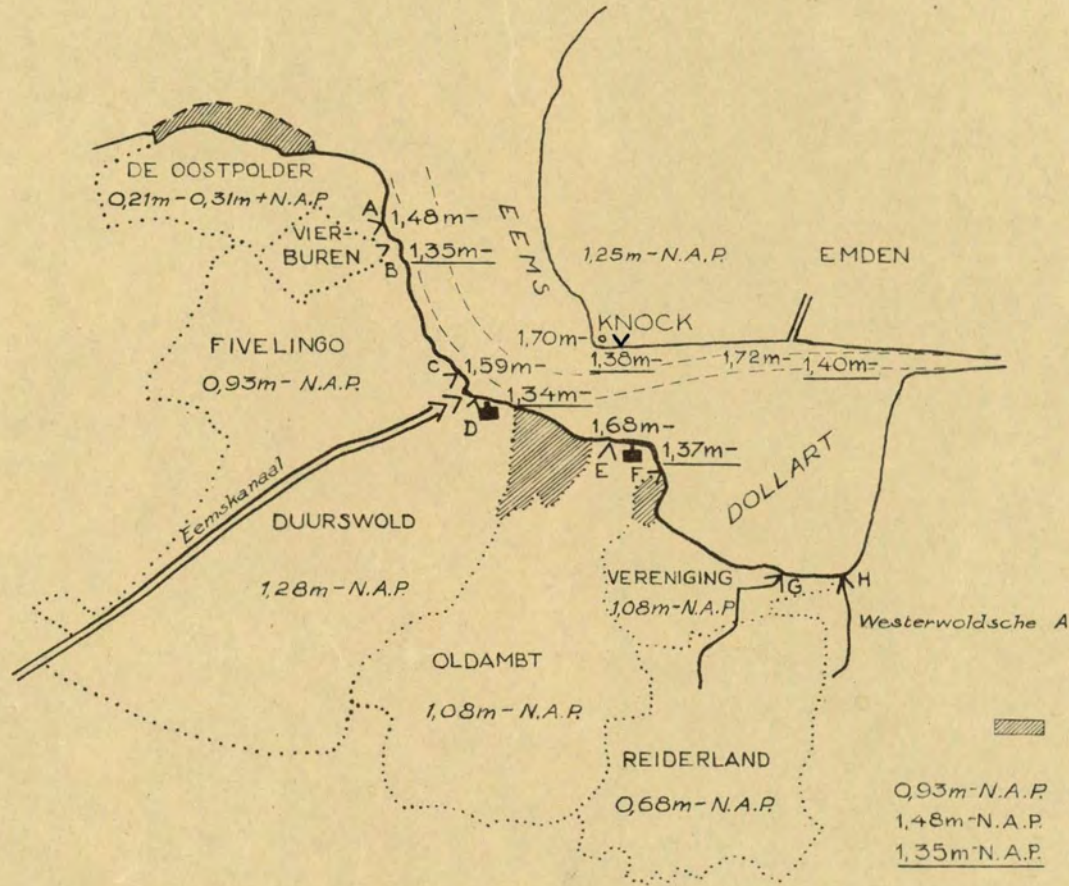 DE OOSTPOLDER
0,21m-0,31m+N.A.P.
A
1,48m-
VIER-
BUREN
B
1,35m-
EEMS
1,25m-N.A.P.
EMDEN
KNOCK
1,70m-
1,38m-
1,72m-
1,40m-
FIVELINGO
0,93m-N.A.P.
C
1,59m-
1,34m-
D
1,68m-
E
F
1,37m-
DOLLART
Eemskanaal
DUURSWOLD
1,28m-N.A.P.
VERENIGING
1,08m-N.A.P.
G
H
Westerwoldsche A
OLDAMBT
1,08m-N.A.P.
REIDERLAND
0,68m-N.A.P.
0,93m-N.A.P.
1,48m-N.A.P.
1,35m-N.A.P.